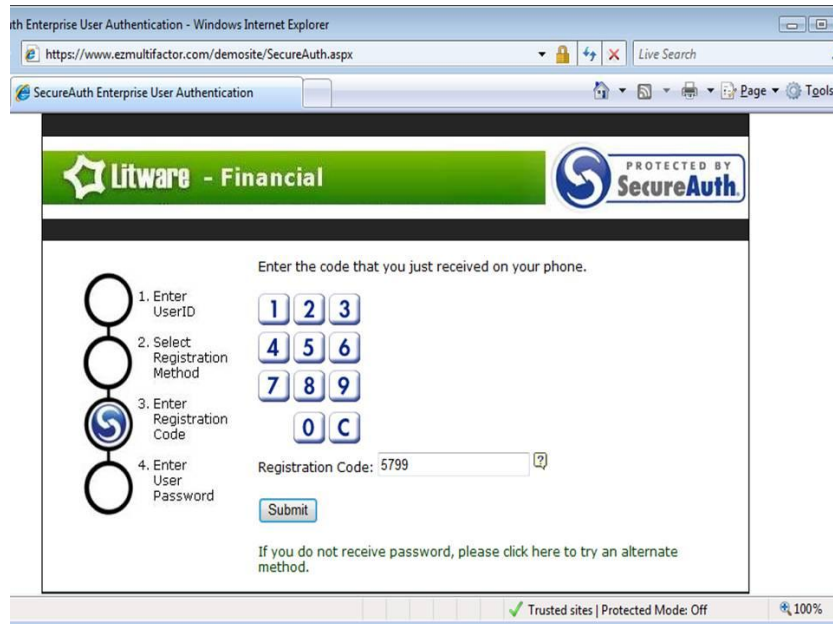 th Enterprise User Authentication - Windows Internet Explorer
https://www.ezmultifactor.com/demosite/SecureAuth.aspx
Live Search
SecureAuth Enterprise User Authentication
Page
Tools
Litware - Financial
PROTECTED BY
SecureAuth.
Enter the code that you just received on your phone.
1. Enter
UserID
2. Select
Registration
Method
3. Enter
Registration
Code
4. Enter
User
Password
1 2 3
4 5 6
7 8 9
0 C
Registration Code: 5799
Submit
If you do not receive password, please click here to try an alternate
method.
Trusted sites | Protected Mode: Off
100%